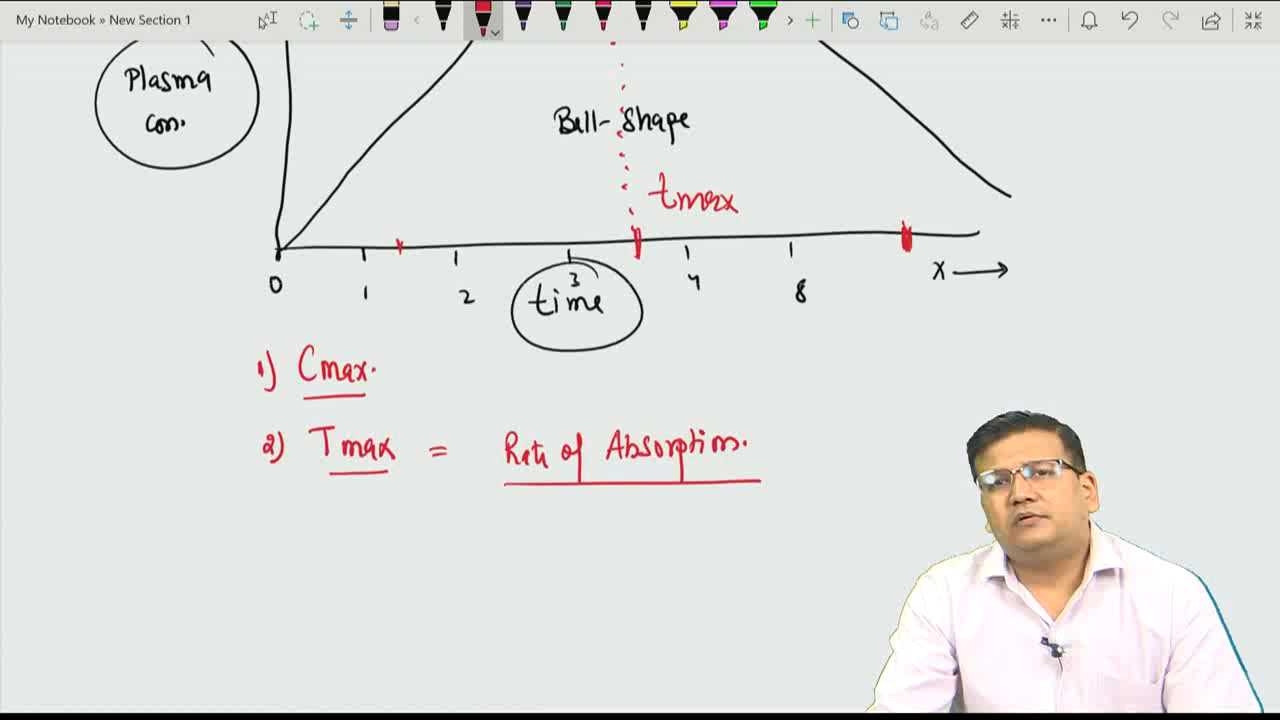 My Notebook » New Section 1
Plasma
Con.
Bell-Shape
tmax
0 1 2 3 4 8
X
time
1) Cmax.
2) Tmax = Rate of Absorption.